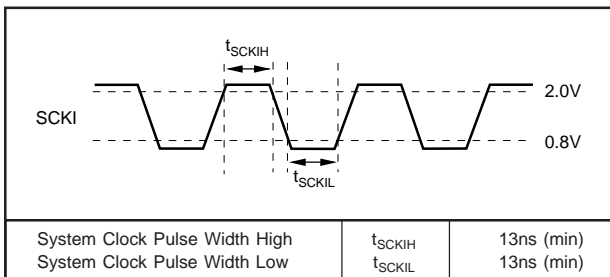 tSCKIH
2.0V
SCKI
0.8V
tSCKIL
System Clock Pulse Width High tSCKIH 13ns (min)
System Clock Pulse Width Low tSCKIL 13ns (min)